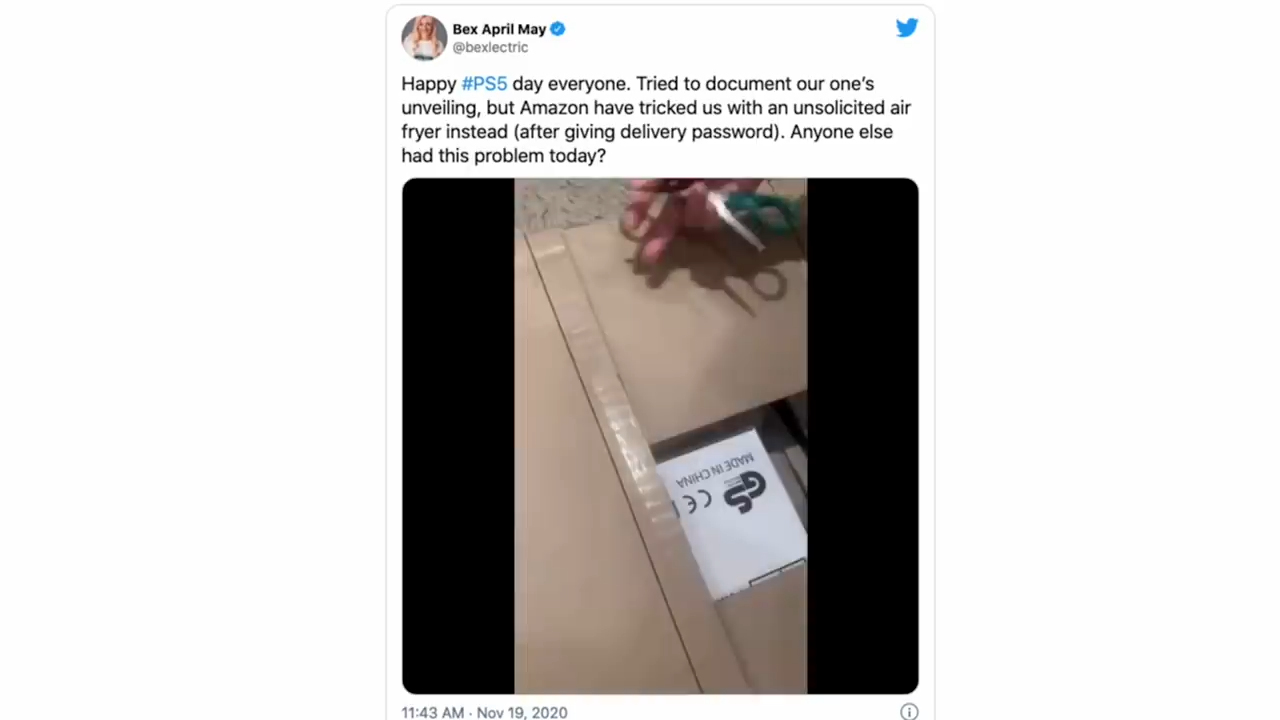 Bex April May
@bexlectric
Happy #PS5 day everyone. Tried to document our one's
unveiling, but Amazon have tricked us with an unsolicited air
fryer instead (after giving delivery password). Anyone else
had this problem today?
MADE IN CHINA
CE
GS
11:43 AM · Nov 19, 2020